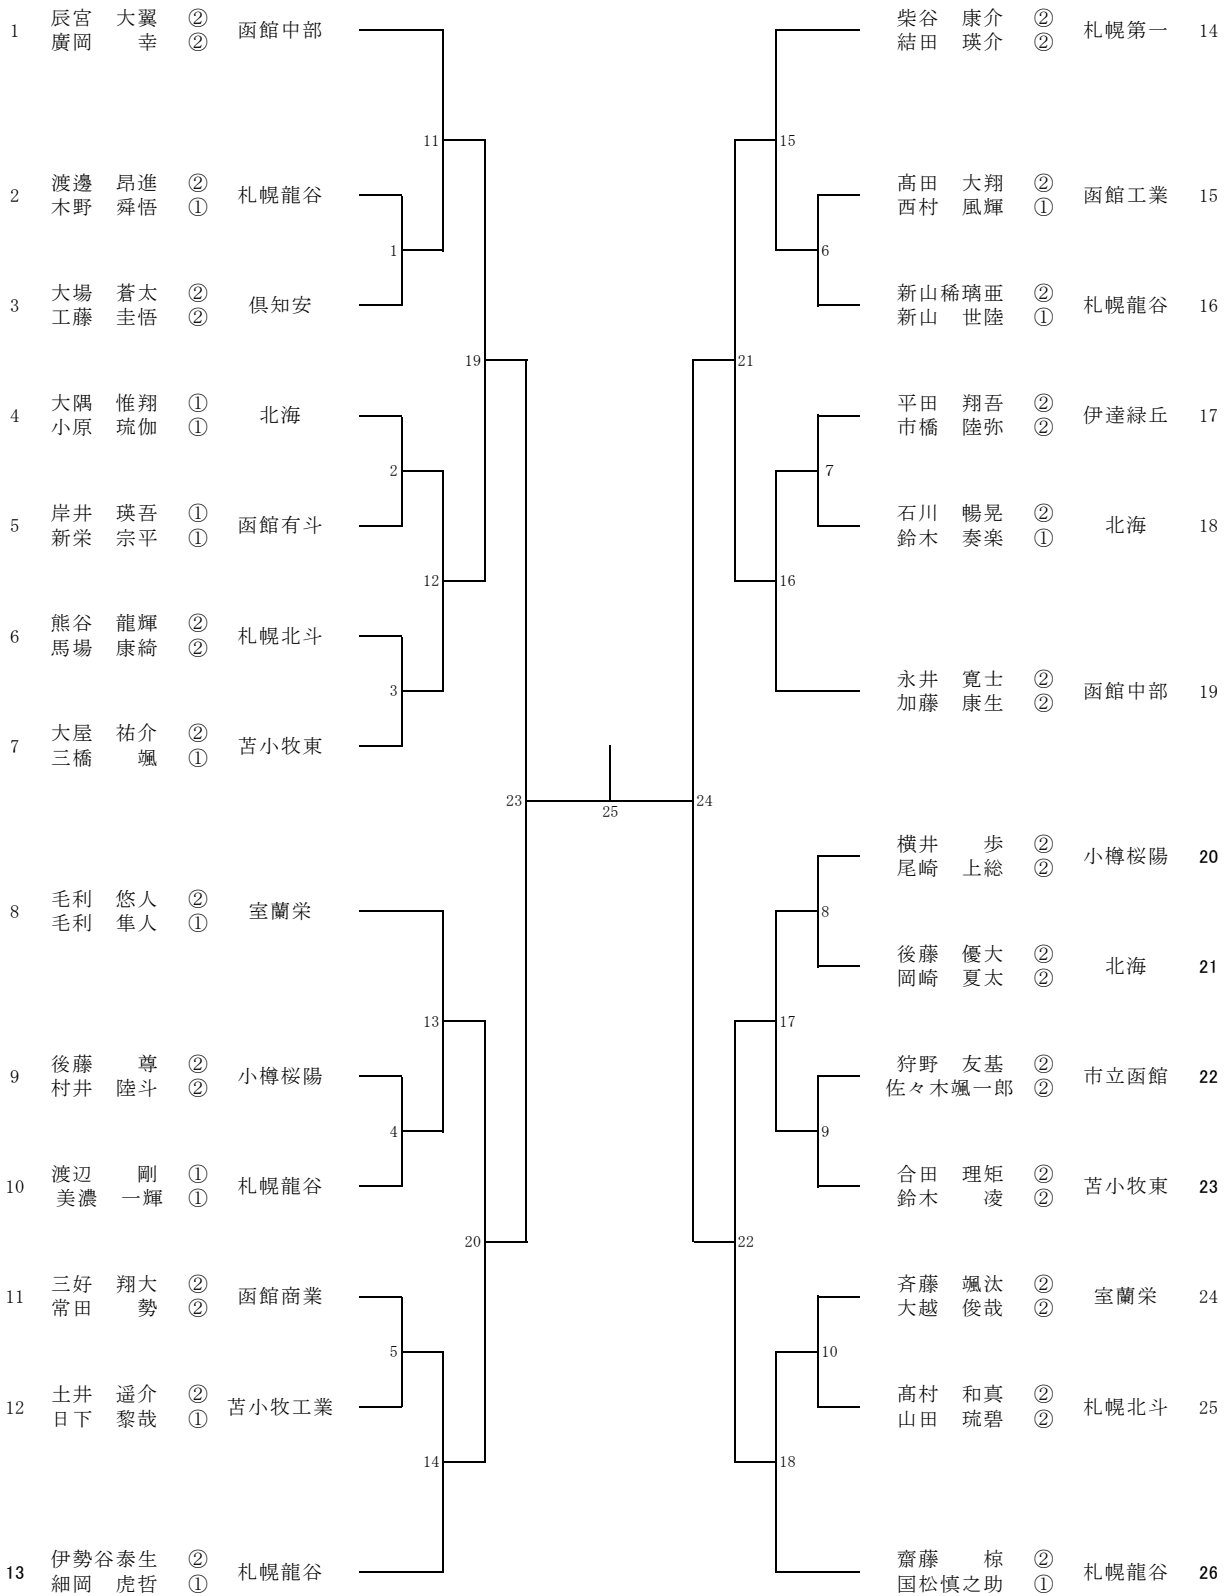 1 辰宮 大翼 ② 函館中部
廣岡 幸 ②
2 渡邊 昂進 ② 札幌龍谷
木野 舜悟 ①
3 大場 蒼太 ② 倶知安
工藤 圭悟 ②
4 大隅 惟翔 ① 北海
小原 琉伽 ①
5 岸井 瑛吾 ① 函館有斗
新栄 宗平 ①
6 熊谷 龍輝 ② 札幌北斗
馬場 康綺 ②
7 大屋 祐介 ② 苫小牧東
三橋 颯 ①
8 毛利 悠人 ② 室蘭栄
毛利 隼人 ①
9 後藤 尊 ② 小樽桜陽
村井 陸斗 ②
10 渡辺 剛 ① 札幌龍谷
美濃 一輝 ①
11 三好 翔大 ② 函館商業
常田 勢 ②
12 土井 遥介 ② 苫小牧工業
日下 黎哉 ①
13 伊勢谷泰生 ② 札幌龍谷
細岡 虎哲 ①
1
2
3
4
5
11
12
13
14
19
20
23
25
24
21
22
15
16
17
18
6
7
8
9
10
柴谷 康介 ② 札幌第一 14
結田 瑛介 ②
髙田 大翔 ② 函館工業 15
西村 風輝 ①
新山稀璃亜 ② 札幌龍谷 16
新山 世陸 ①
平田 翔吾 ② 伊達緑丘 17
市橋 陸弥 ②
石川 暢晃 ② 北海 18
鈴木 奏楽 ①
永井 寛士 ② 函館中部 19
加藤 康生 ②
横井 歩 ② 小樽桜陽 20
尾崎 上総 ②
後藤 優大 ② 北海 21
岡崎 夏太 ②
狩野 友基 ② 市立函館 22
佐々木颯一郎 ②
合田 理矩 ② 苫小牧東 23
鈴木 凌 ②
斉藤 颯汰 ② 室蘭栄 24
大越 俊哉 ②
髙村 和真 ② 札幌北斗 25
山田 琉碧 ②
齋藤 椋 ② 札幌龍谷 26
国松慎之助 ①